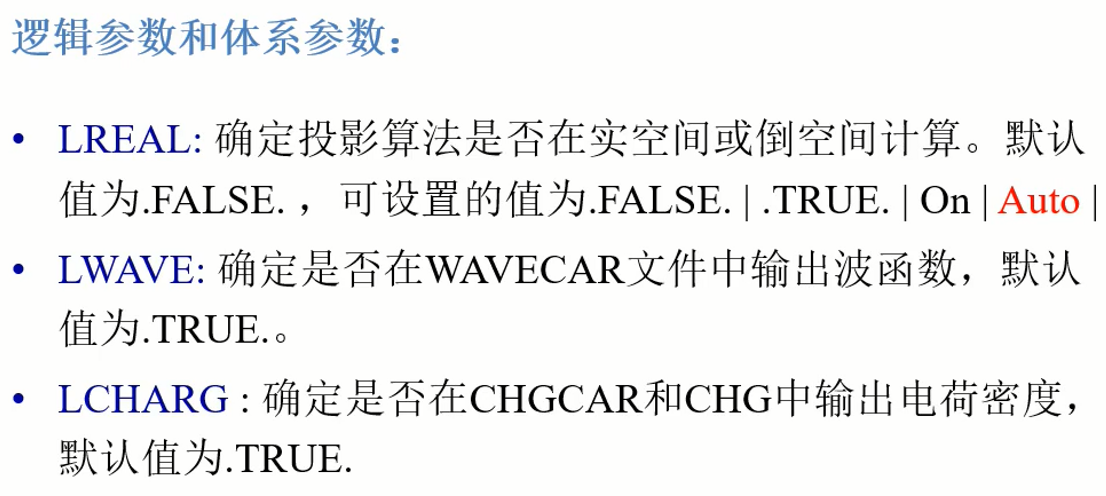 逻辑参数和体系参数：
• LREAL: 确定投影算法是否在实空间或倒空间计算。默认
值为.FALSE. ，可设置的值为.FALSE. | .TRUE. | On | Auto |
• LWAVE: 确定是否在WAVECAR文件中输出波函数，默认
值为.TRUE.。
• LCHARG : 确定是否在CHGCAR和CHG中输出电荷密度，
默认值为.TRUE.